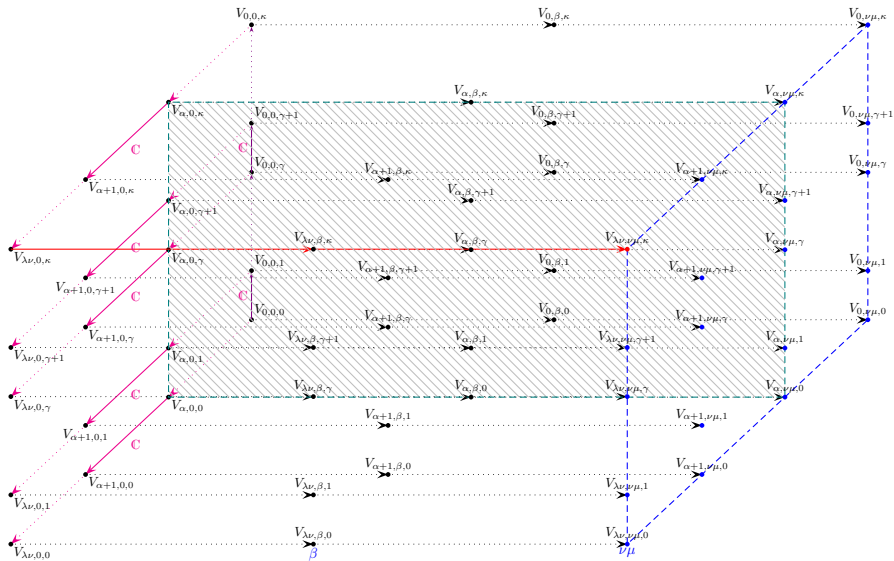 V_{0,0,κ} V_{0,β,κ} V_{0,νμ,κ}
V_{α,0,κ} V_{α,β,κ} V_{α,νμ,κ}
V_{0,0,γ+1} V_{0,β,γ+1} V_{0,νμ,γ+1}
ℂ ℂ
V_{0,0,γ} V_{0,β,γ} V_{0,νμ,γ}
V_{α+1,0,κ} V_{α+1,β,κ} V_{α+1,νμ,κ}
V_{α,0,γ+1} V_{α,β,γ+1} V_{α,νμ,γ+1}
V_{λν,0,κ} ℂ V_{λν,β,κ} V_{λν,νμ,κ}
V_{α,0,γ} V_{α,β,γ} V_{α,νμ,γ}
V_{0,0,1} V_{0,β,1} V_{0,νμ,1}
V_{α+1,0,γ+1} V_{α+1,β,γ+1} V_{α+1,νμ,γ+1}
ℂ ℂ
V_{0,0,0} V_{0,β,0} V_{0,νμ,0}
V_{α+1,0,γ} V_{α+1,β,γ} V_{α+1,νμ,γ}
V_{λν,0,γ+1} V_{λν,β,γ+1} V_{λν,νμ,γ+1}
V_{α,0,1} V_{α,β,1} V_{α,νμ,1}
V_{λν,0,γ} V_{λν,β,γ} V_{λν,νμ,γ}
V_{α,0,0} V_{α,β,0} V_{α,νμ,0}
ℂ
V_{α+1,0,1} V_{α+1,β,1} V_{α+1,νμ,1}
ℂ
V_{α+1,0,0} V_{α+1,β,0} V_{α+1,νμ,0}
V_{λν,0,1} V_{λν,β,1} V_{λν,νμ,1}
V_{λν,0,0} V_{λν,β,0} V_{λν,νμ,0}
β νμ